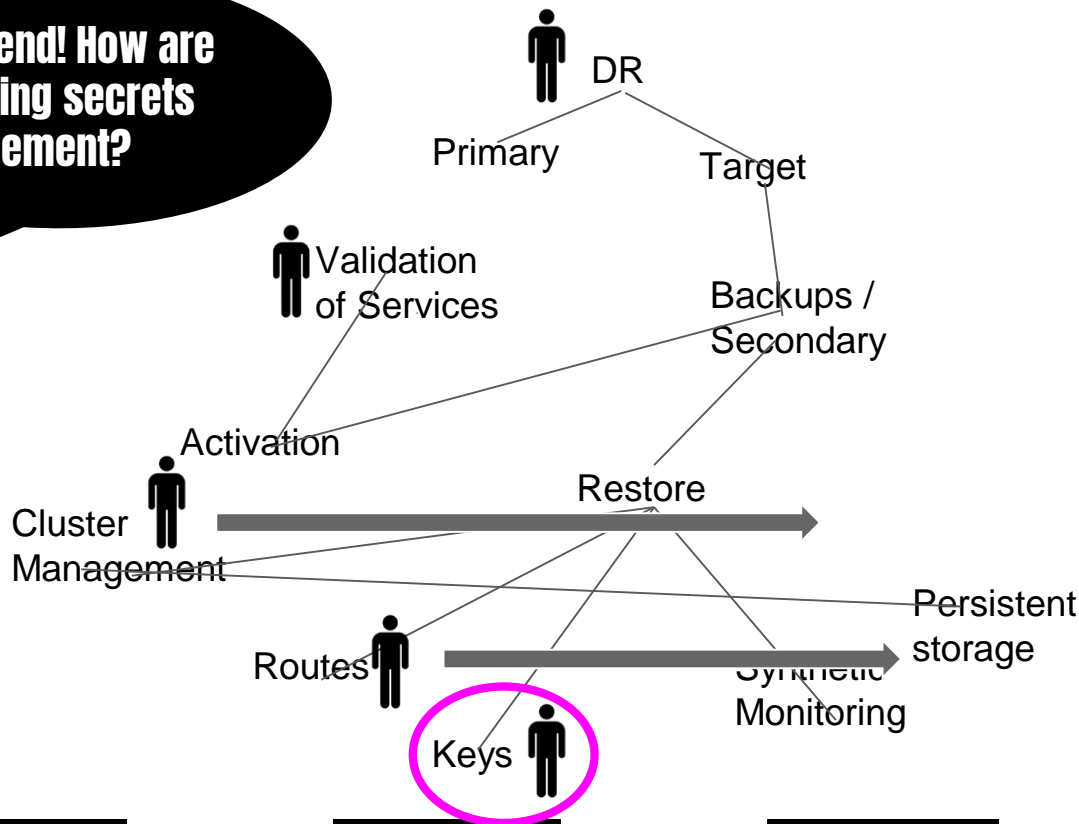 end! How are
ing secrets
ement?
DR
Primary
Target
Validation
of Services
Backups /
Secondary
Activation
Restore
Cluster
Management
Persistent
storage
Routes
Synthetic
Monitoring
Keys